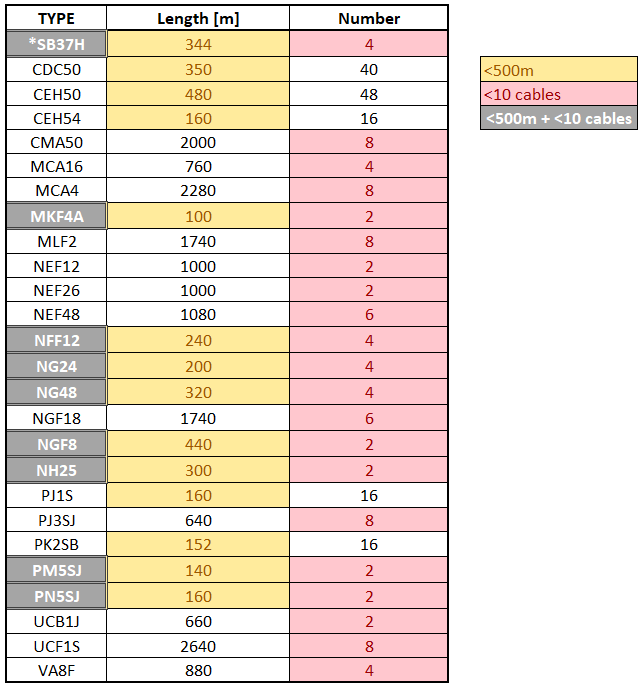 TYPE Length [m] Number
*SB37H 344 4
CDC50 350 40
CEH50 480 48
CEH54 160 16
CMA50 2000 8
MCA16 760 4
MCA4 2280 8
MKF4A 100 2
MLF2 1740 8
NEF12 1000 2
NEF26 1000 2
NEF48 1080 6
NFF12 240 4
NG24 200 4
NG48 320 4
NGF18 1740 6
NGF8 440 2
NH25 300 2
PJ1S 160 16
PJ3SJ 640 8
PK2SB 152 16
PM5SJ 140 2
PN5SJ 160 2
UCB1J 660 2
UCF1S 2640 8
VA8F 880 4
<500m
<10 cables
<500m + <10 cables